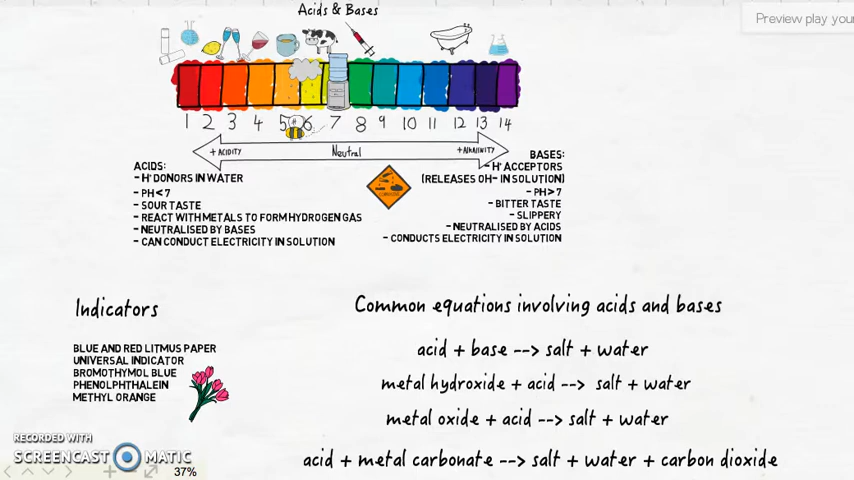 Acids & Bases
Preview play your
1 2 3 4 5 6 7 8 9 10 11 12 13 14
+ ACIDITY Neutral + ALKALINITY
ACIDS:
- H⁺ DONORS IN WATER
- PH < 7
- SOUR TASTE
- REACT WITH METALS TO FORM HYDROGEN GAS
- NEUTRALISED BY BASES
- CAN CONDUCT ELECTRICITY IN SOLUTION
BASES:
- H⁺ ACCEPTORS
(RELEASES OH- IN SOLUTION)
- PH > 7
- BITTER TASTE
- SLIPPERY
- NEUTRALISED BY ACIDS
- CONDUCTS ELECTRICITY IN SOLUTION
Indicators
BLUE AND RED LITMUS PAPER
UNIVERSAL INDICATOR
BROMOTHYMOL BLUE
PHENOLPHTHALEIN
METHYL ORANGE
Common equations involving acids and bases
acid + base --> salt + water
metal hydroxide + acid --> salt + water
metal oxide + acid --> salt + water
acid + metal carbonate --> salt + water + carbon dioxide
RECORDED WITH
SCREENCAST MATIC
37%